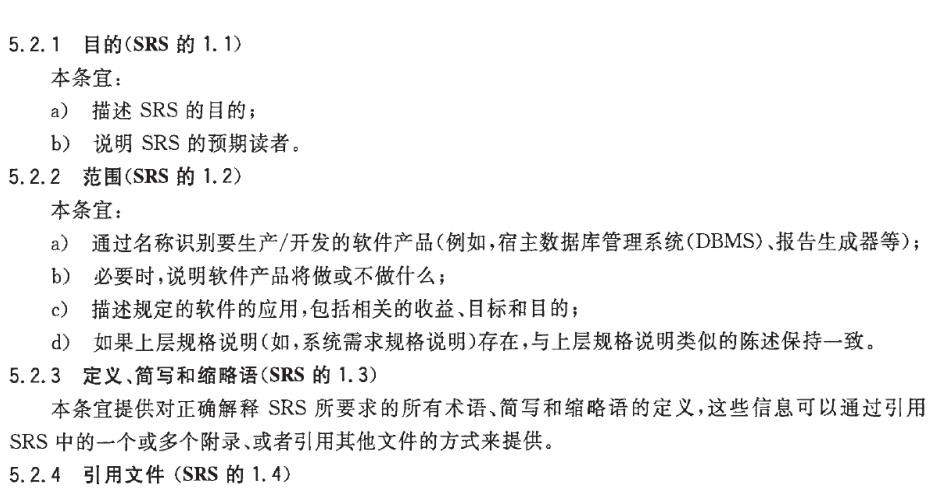 5.2.1 目的(SRS 的 1.1)
本条宜:
a) 描述 SRS 的目的;
b) 说明 SRS 的预期读者。
5.2.2 范围(SRS 的 1.2)
本条宜:
a) 通过名称识别要生产/开发的软件产品(例如,宿主数据库管理系统(DBMS)、报告生成器等);
b) 必要时,说明软件产品将做或不做什么;
c) 描述规定的软件的应用,包括相关的收益、目标和目的;
d) 如果上层规格说明(如,系统需求规格说明)存在,与上层规格说明类似的陈述保持一致。
5.2.3 定义、简写和缩略语(SRS 的 1.3)
本条宜提供对正确解释 SRS 所要求的所有术语、简写和缩略语的定义,这些信息可以通过引用
SRS 中的一个或多个附录、或者引用其他文件的方式来提供。
5.2.4 引用文件 (SRS 的 1.4)